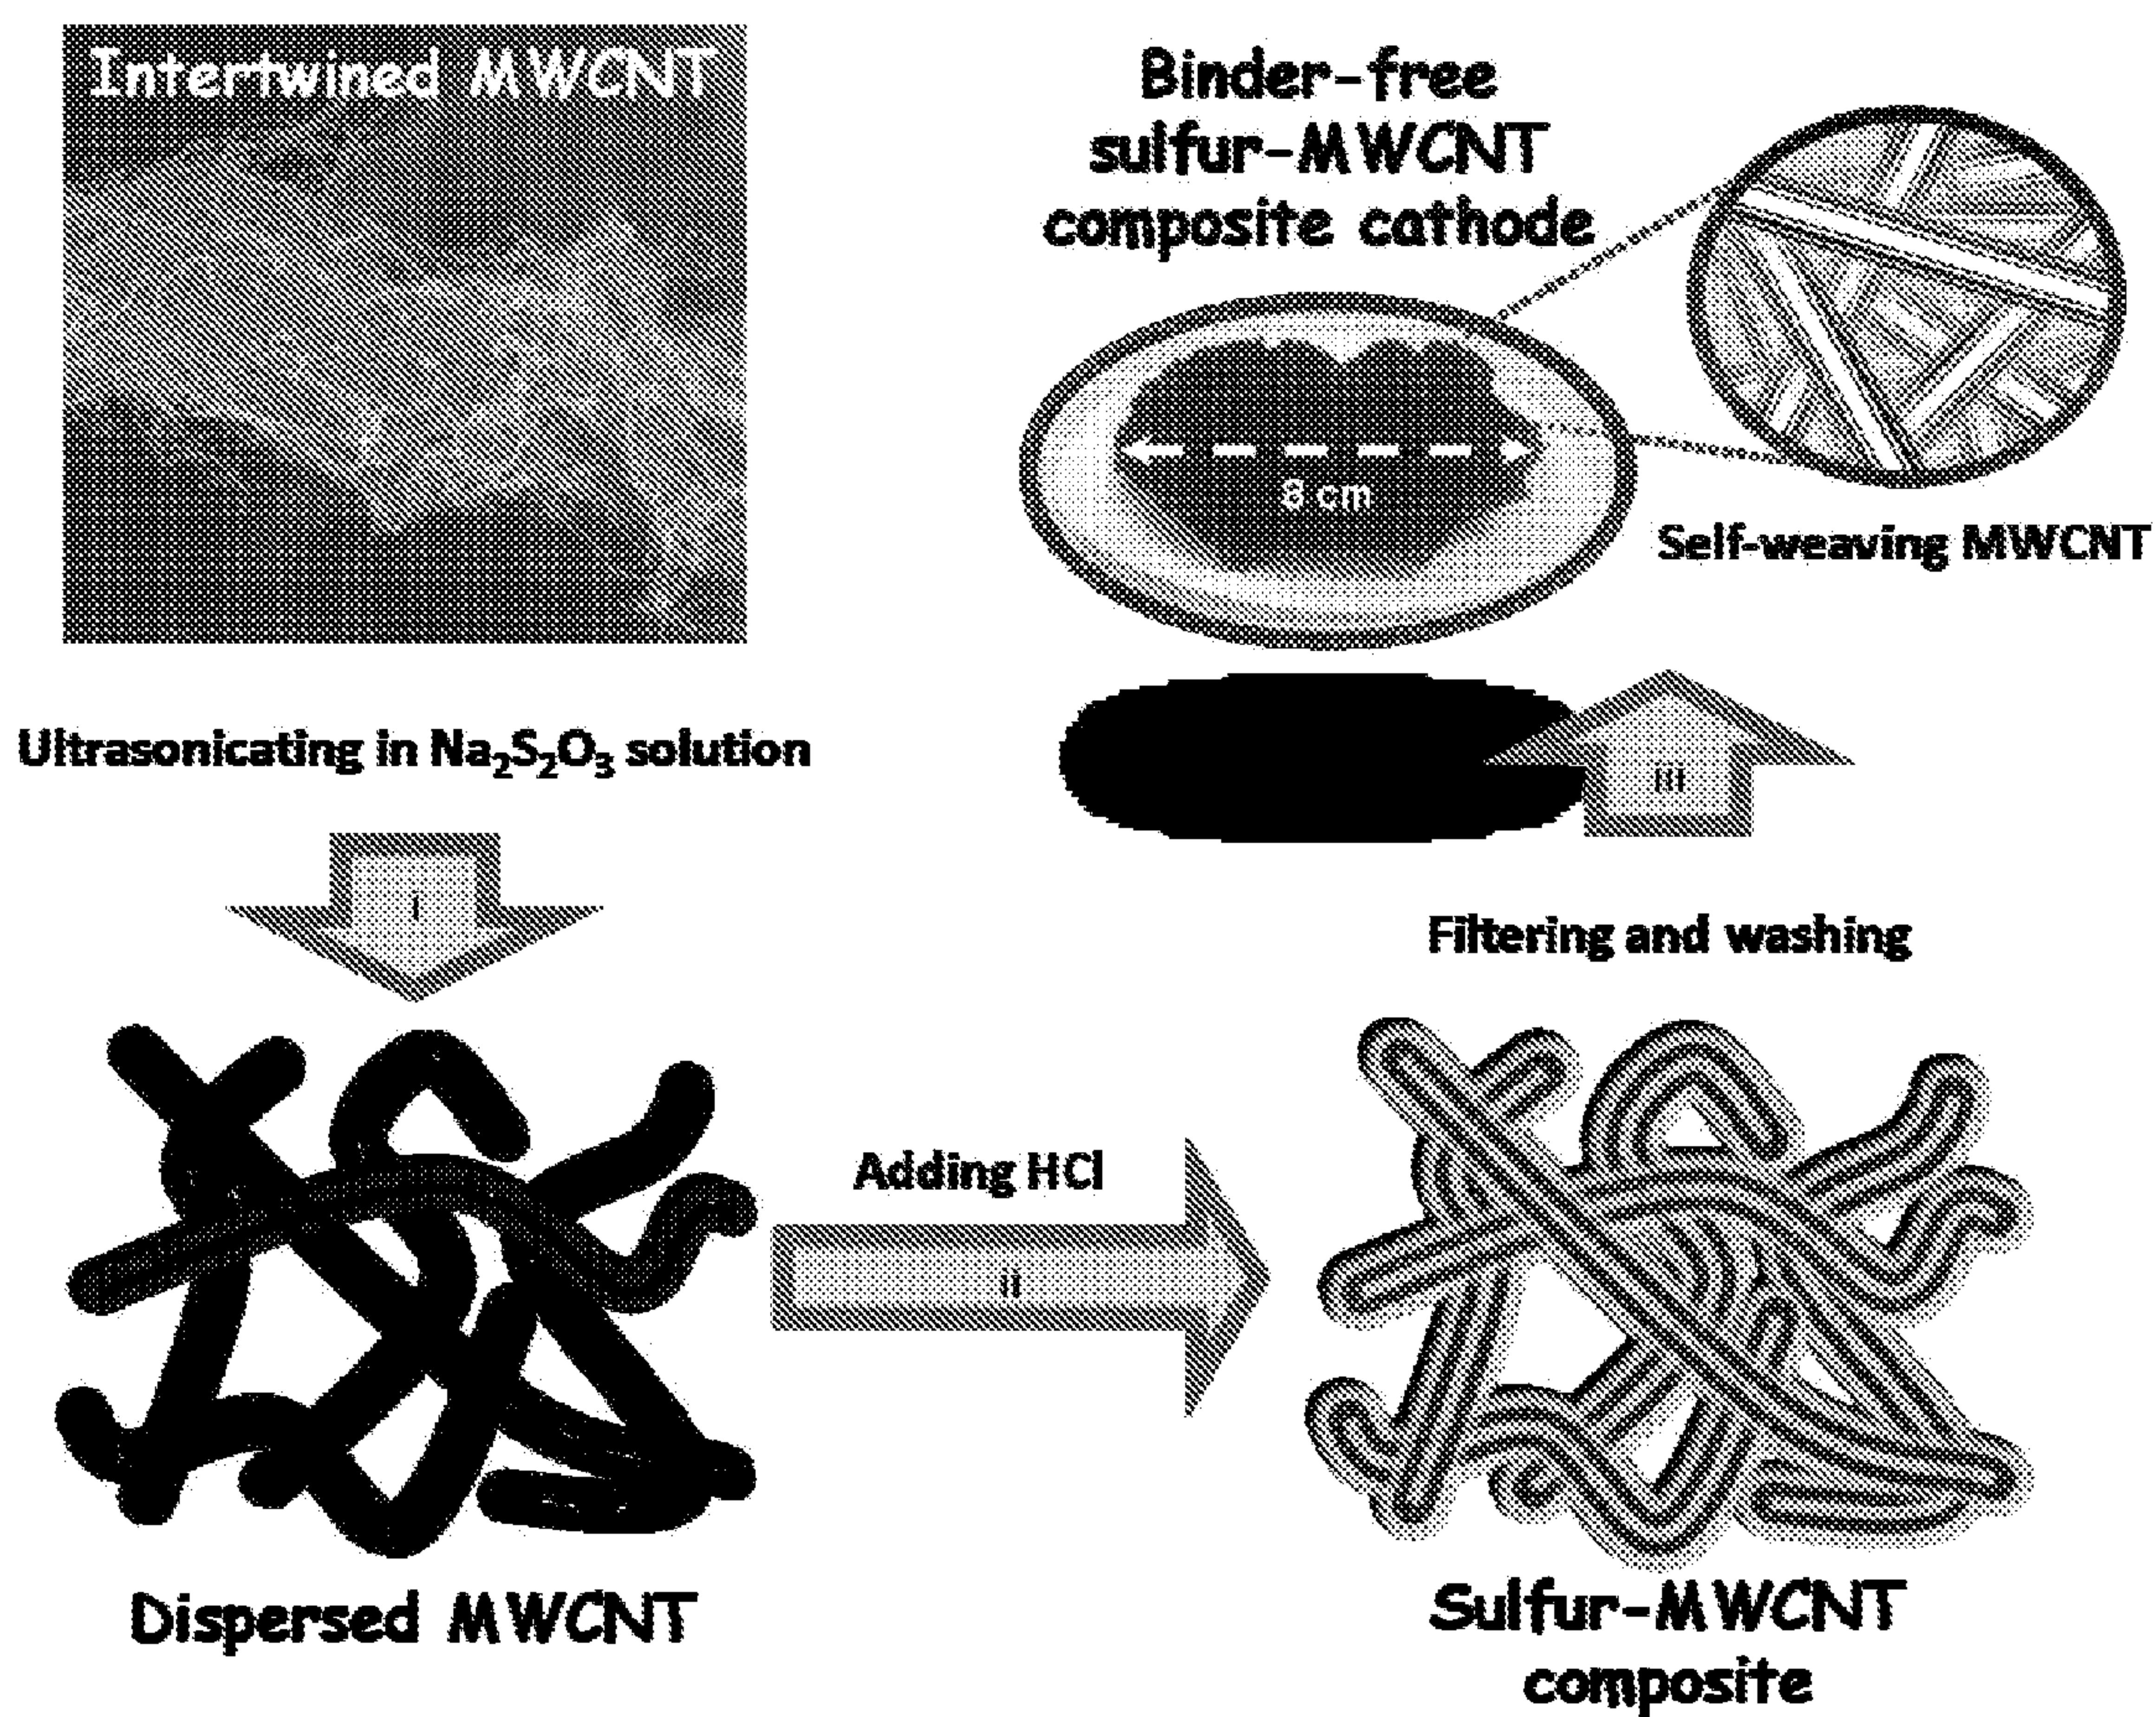 Intertwined MWCNT
Ultrasonicating in Na₂S₂O₃ solution
i
Dispersed MWCNT
Adding HCl
ii
Sulfur-MWCNT
composite
Filtering and washing
iii
Binder-free
sulfur-MWCNT
composite cathode
8 cm
Self-weaving MWCNT